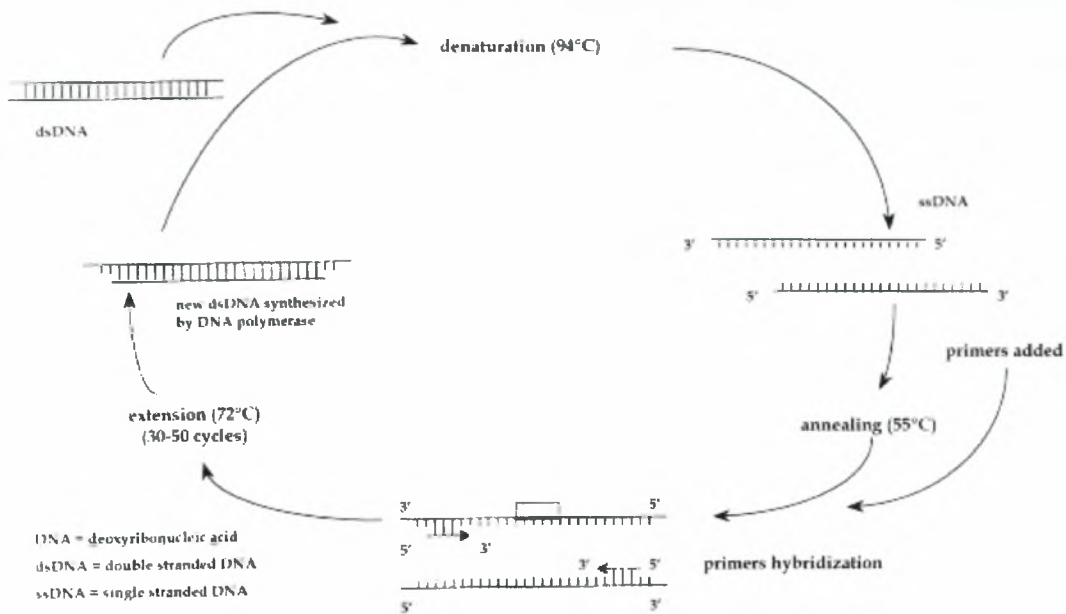 denaturation (94°C)
dsDNA
ssDNA
3' 5'
5' 3'
new dsDNA synthesized
by DNA polymerase
primers added
extension (72°C)
(30-50 cycles)
annealing (55°C)
3' 5'
5' 3'
3' 5'
5' 3'
primers hybridization
DNA = deoxyribonucleic acid
dsDNA = double stranded DNA
ssDNA = single stranded DNA